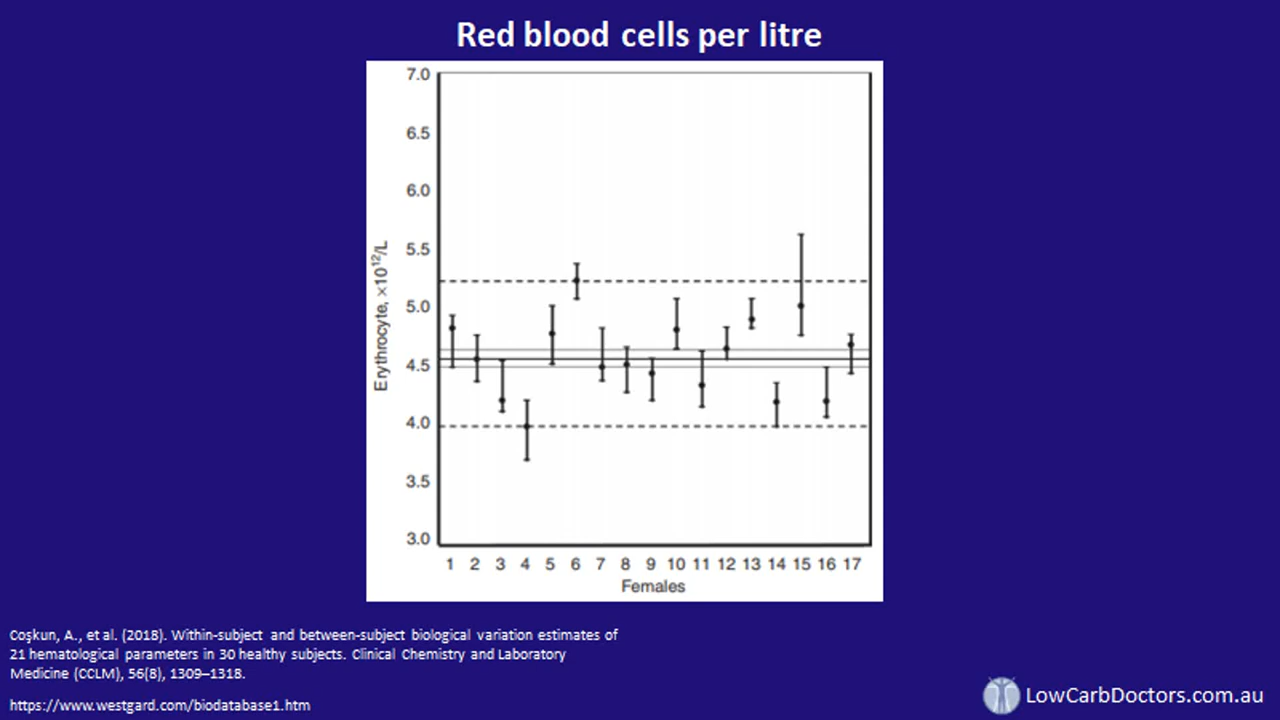 Red blood cells per litre
7.0
6.5
6.0
5.5
5.0
4.5
4.0
3.5
3.0
Erythrocyte, ×10¹²/L
1 2 3 4 5 6 7 8 9 10 11 12 13 14 15 16 17
Females
Coşkun, A., et al. (2018). Within-subject and between-subject biological variation estimates of
21 hematological parameters in 30 healthy subjects. Clinical Chemistry and Laboratory
Medicine (CCLM), 56(8), 1309–1318.
https://www.westgard.com/biodatabase1.htm
LowCarbDoctors.com.au